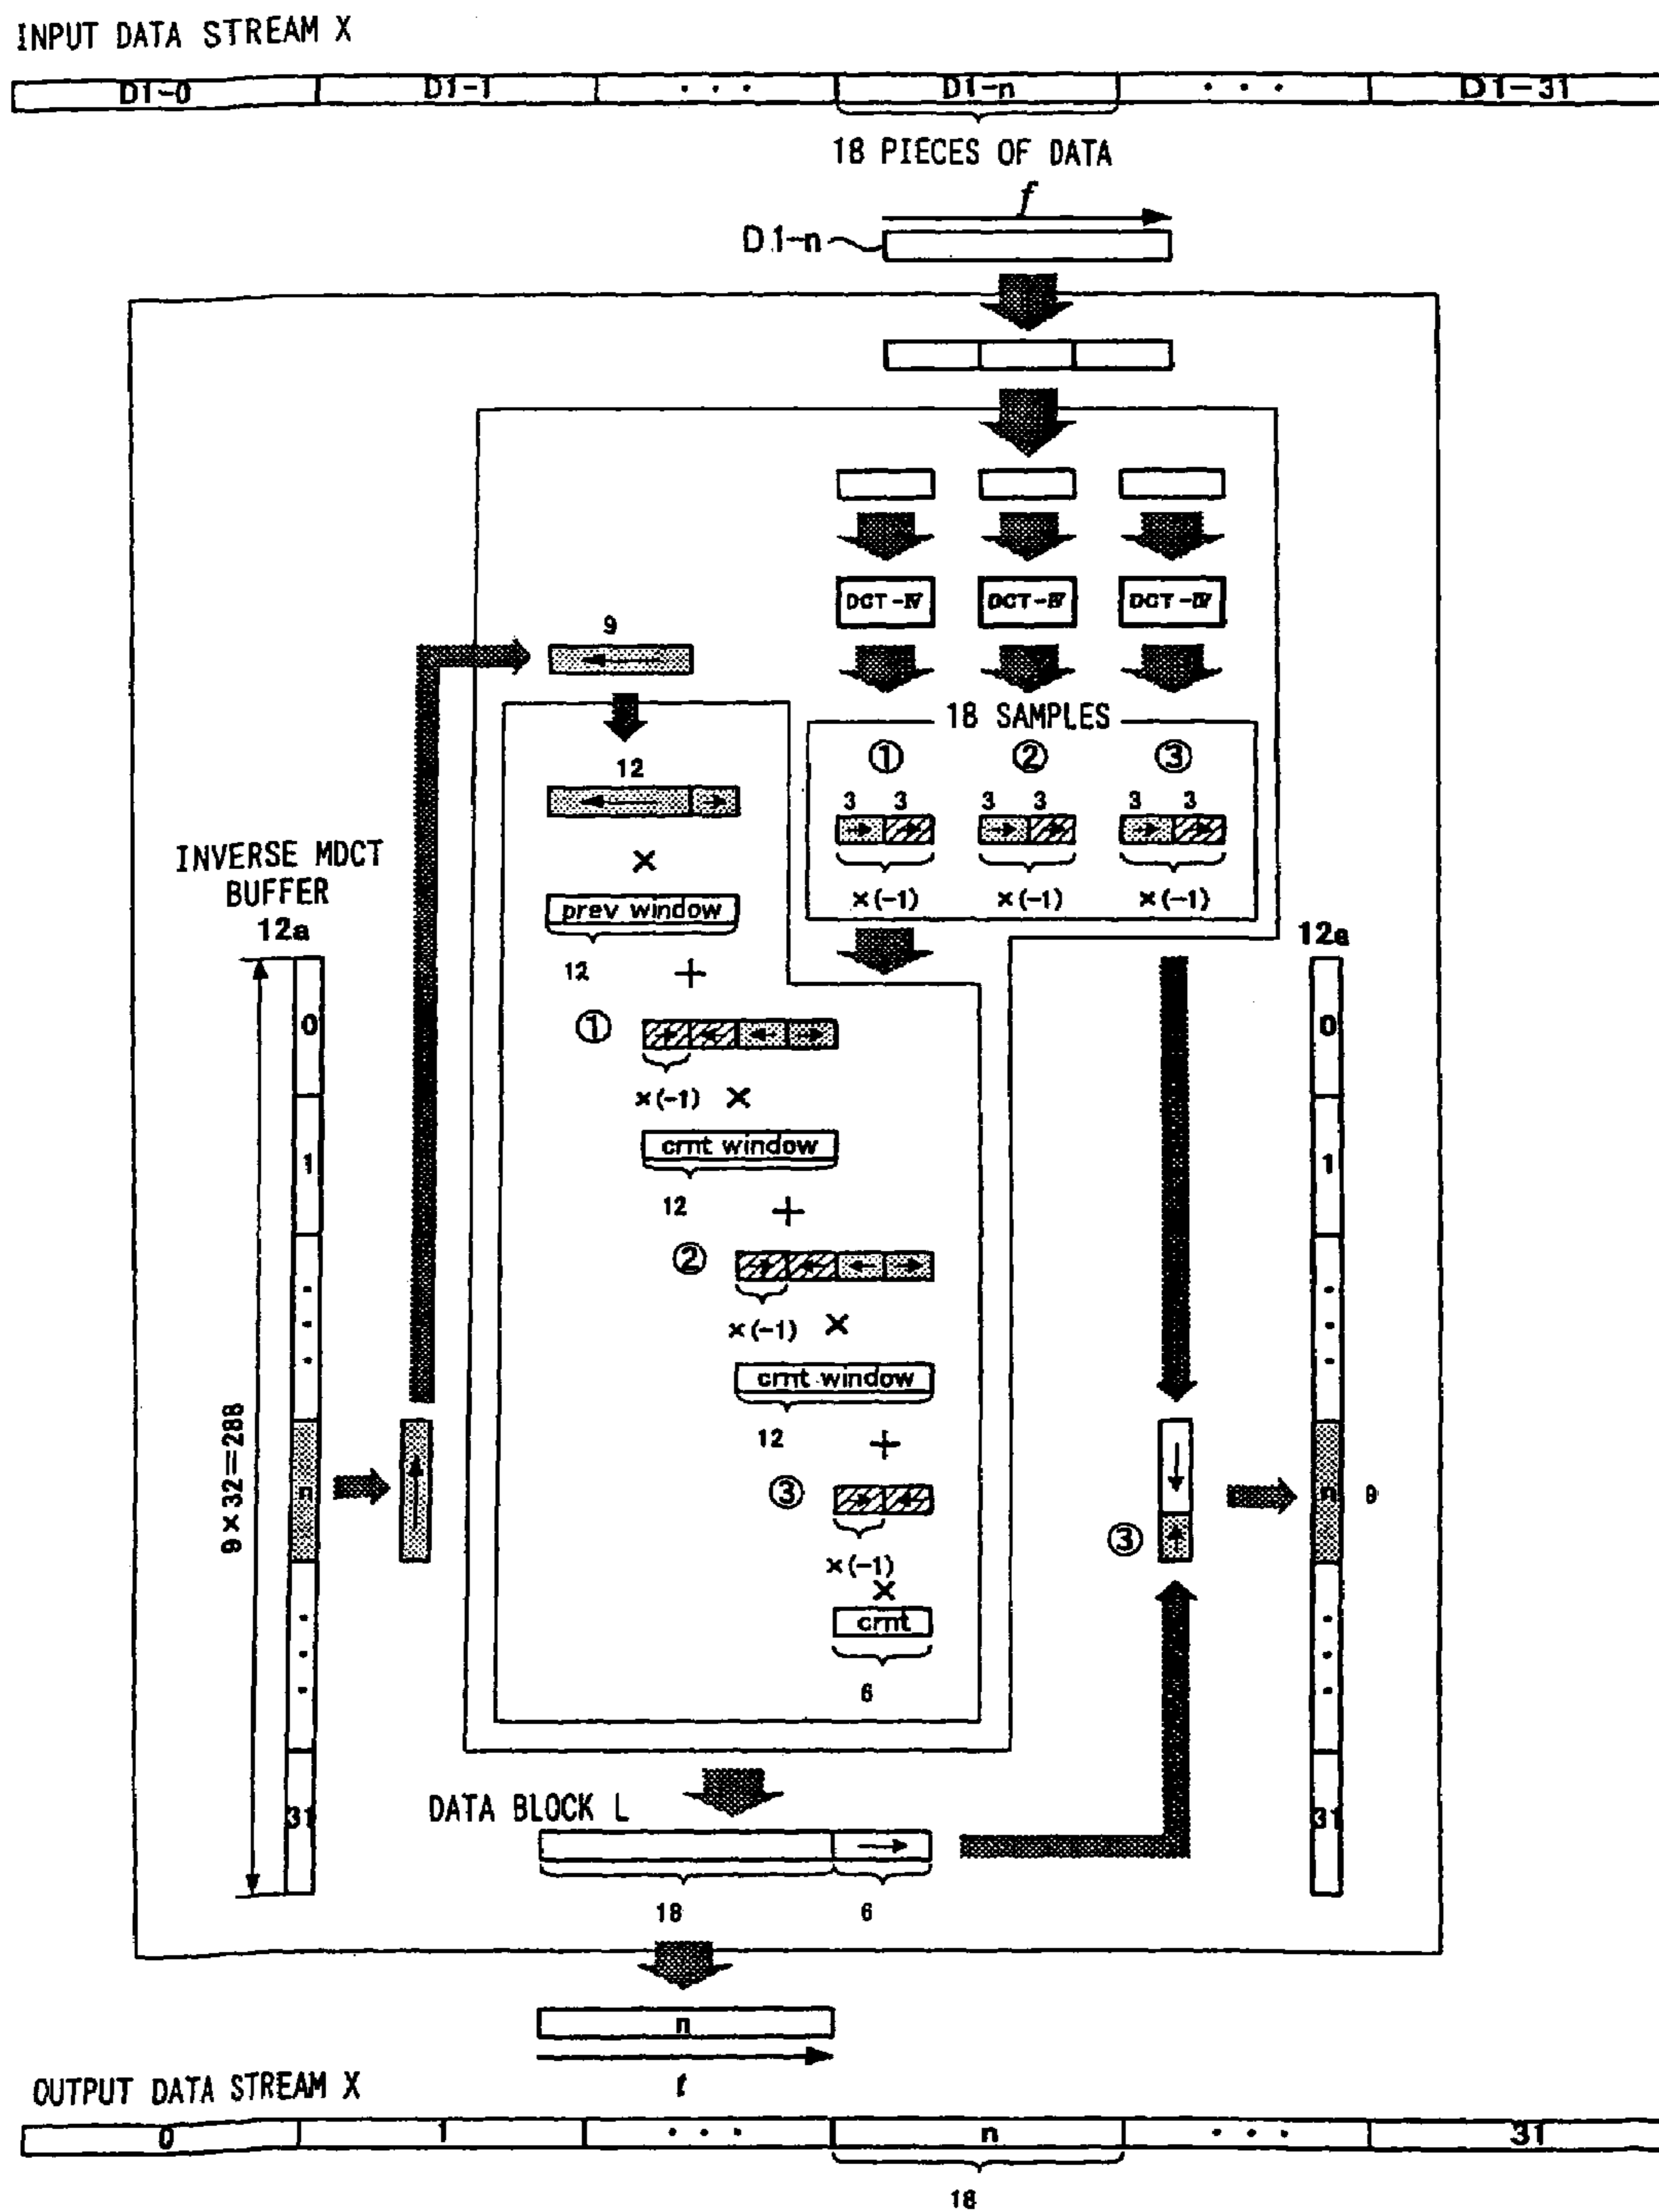 INPUT DATA STREAM X
D1-0 D1-1 ・・・ D1-n ・・・ D1-31
18 PIECES OF DATA
f
D1-n
DCT-IV DCT-IV DCT-IV
9
18 SAMPLES
① ② ③
12
3 3 3 3 3 3
INVERSE MDCT
BUFFER
×
prev window
×(-1) ×(-1) ×(-1)
12a 12a
12 +
0 ① 0
×(-1) ×
1 crnt window 1
12 +
②
×(-1) ×
crnt window
9×32=288
12 +
n ③ n 9
③
×(-1)
×
crnt
6
DATA BLOCK L
31 31
18 6
n
t
OUTPUT DATA STREAM X
0 1 ・・・ n ・・・ 31
18